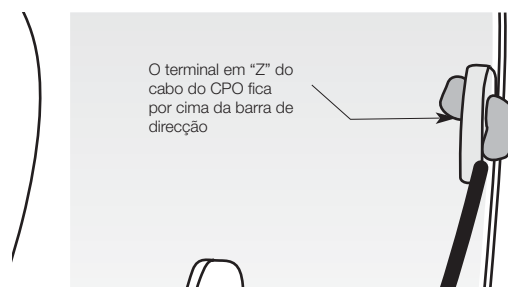 O terminal em “Z” do
cabo do CPO fica
por cima da barra de
direcção